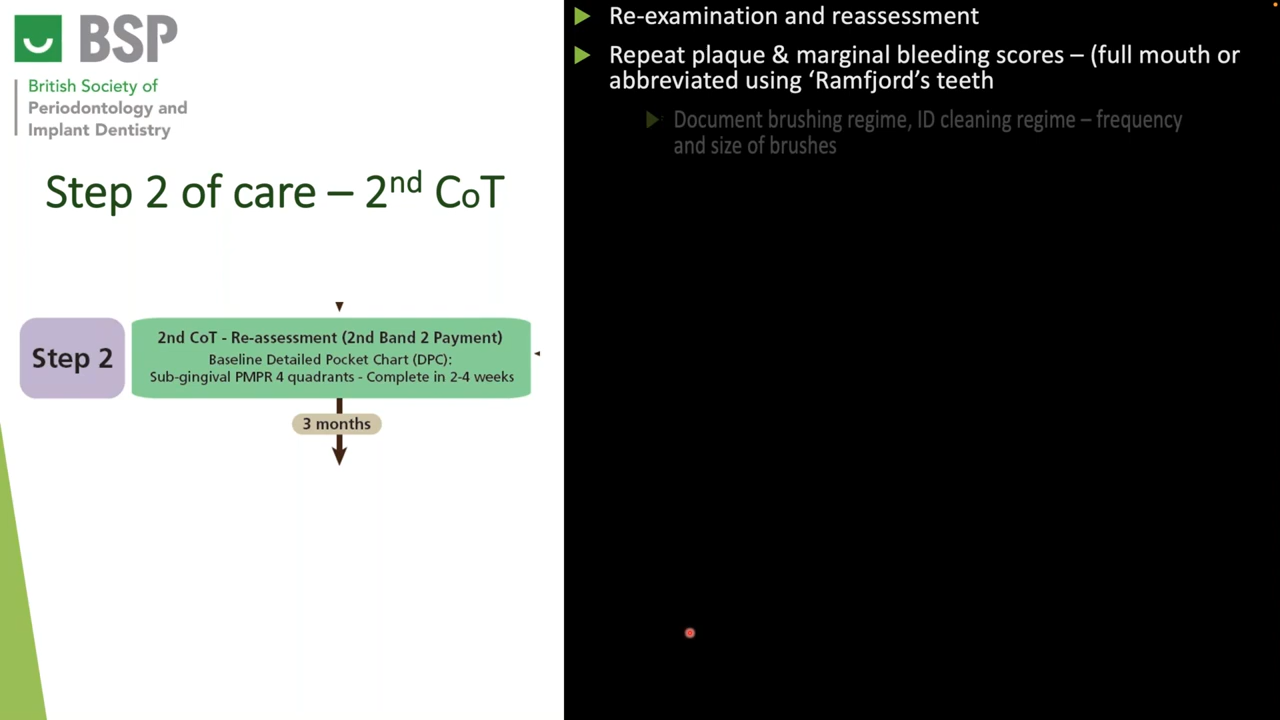 BSP
British Society of
Periodontology and
Implant Dentistry
Step 2 of care – 2nd CoT
Step 2
2nd CoT - Re-assessment (2nd Band 2 Payment)
Baseline Detailed Pocket Chart (DPC):
Sub-gingival PMPR 4 quadrants - Complete in 2-4 weeks
3 months
Re-examination and reassessment
Repeat plaque & marginal bleeding scores – (full mouth or
abbreviated using ‘Ramfjord’s teeth
Document brushing regime, ID cleaning regime – frequency
and size of brushes